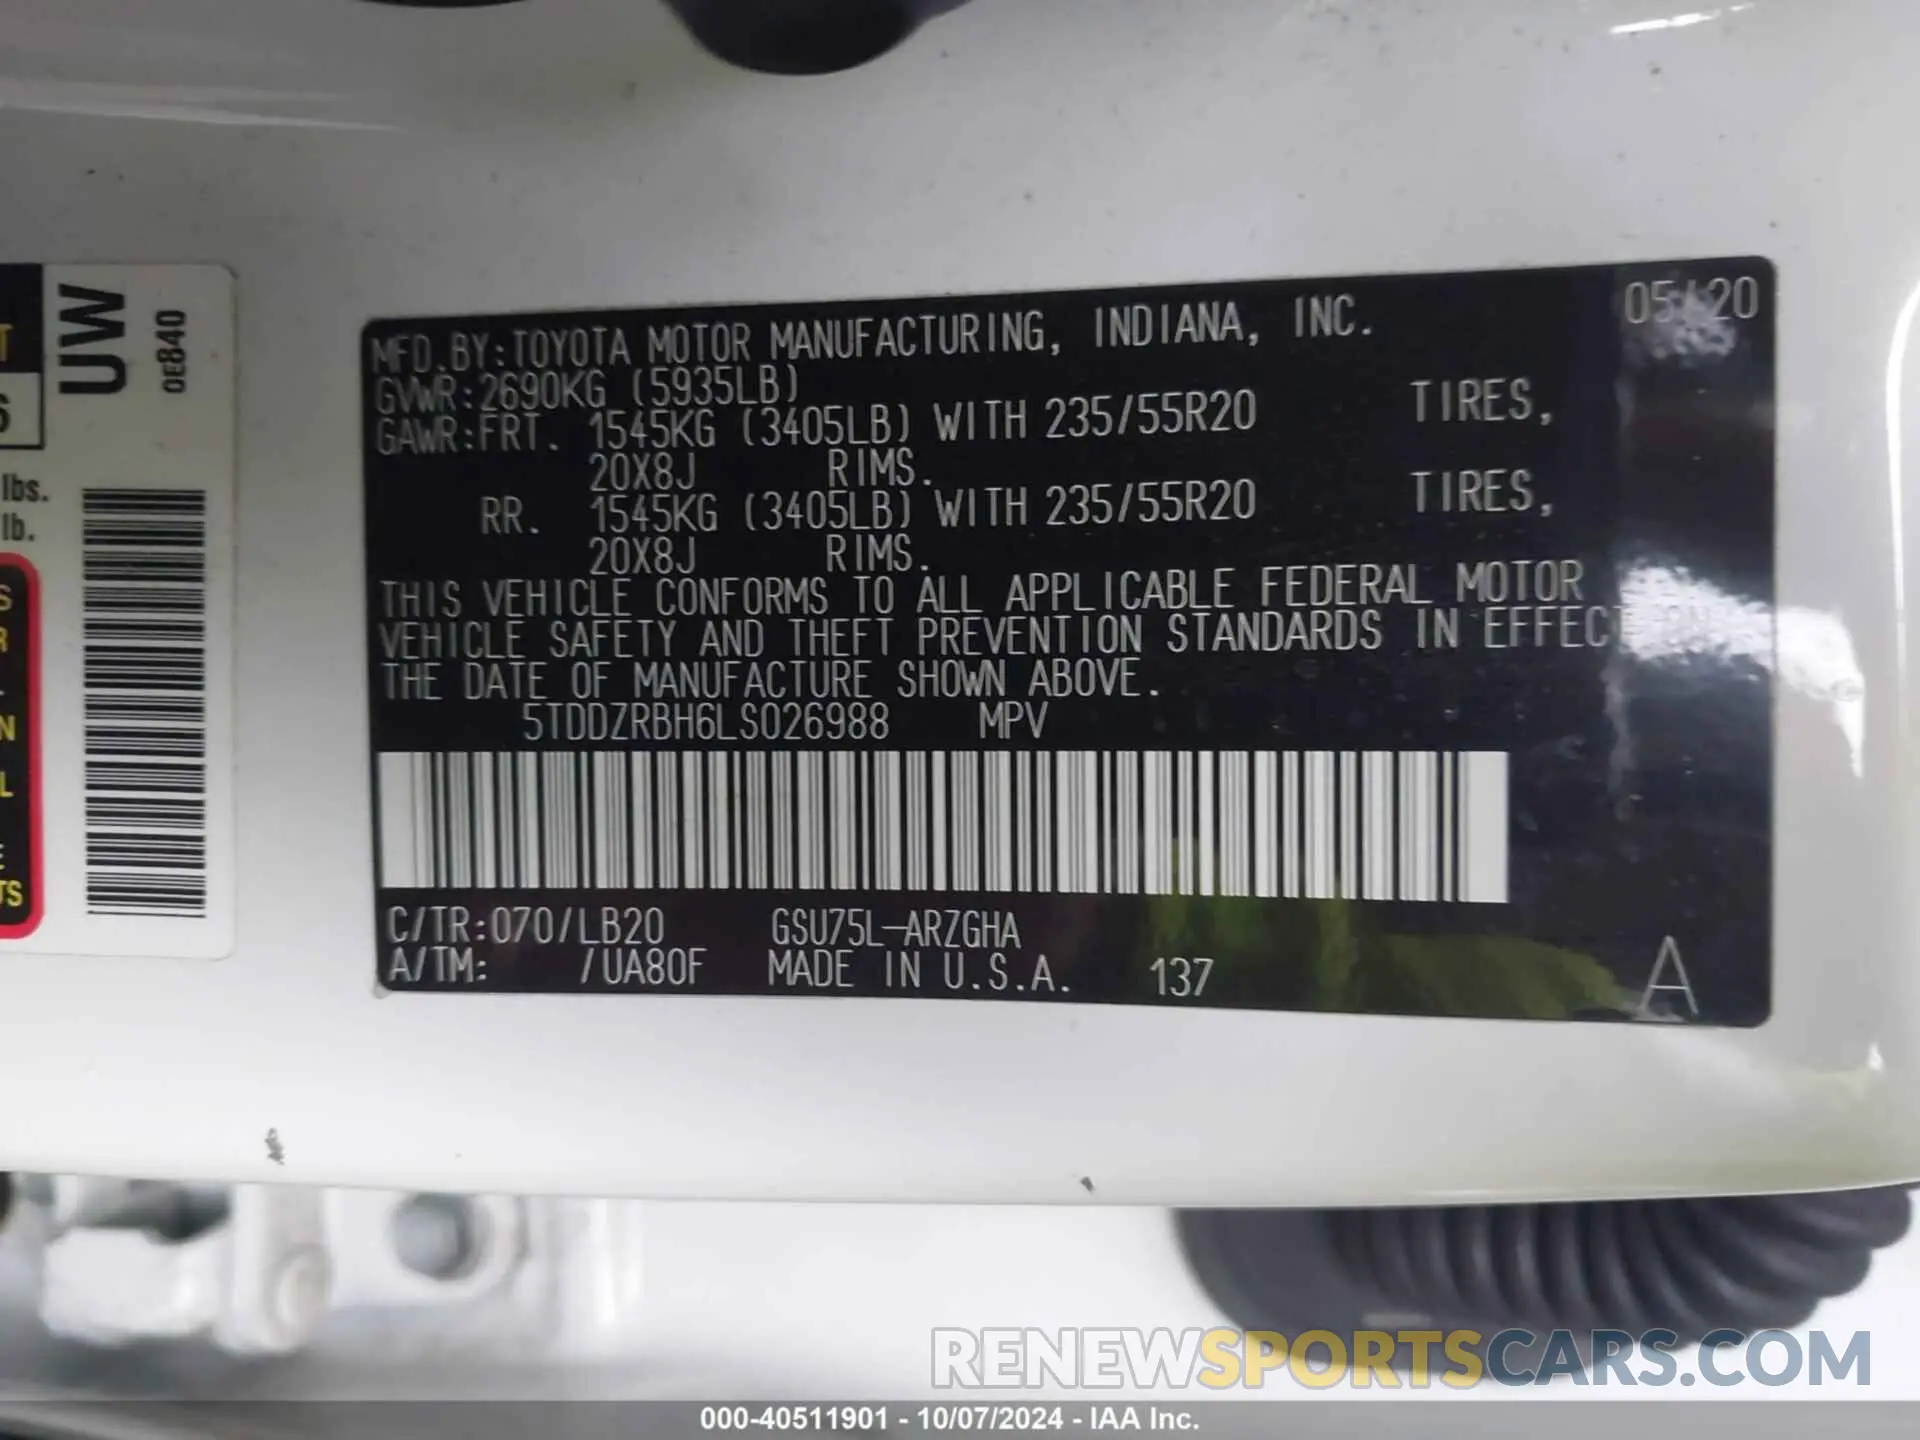 MFD.BY:TOYOTA MOTOR MANUFACTURING, INDIANA, INC. 05/20
GVWR:2690KG (5935LB)
GAWR:FRT. 1545KG (3405LB) WITH 235/55R20 TIRES,
20X8J RIMS.
RR. 1545KG (3405LB) WITH 235/55R20 TIRES,
20X8J RIMS.
THIS VEHICLE CONFORMS TO ALL APPLICABLE FEDERAL MOTOR
VEHICLE SAFETY AND THEFT PREVENTION STANDARDS IN EFFECT ON
THE DATE OF MANUFACTURE SHOWN ABOVE.
5TDDZRBH6LS026988 MPV
C/TR:070/LB20 GSU75L-ARZGHA
A/TM: /UA80F MADE IN U.S.A. 137 A
UW
0E840
lbs.
lb.
RENEWSPORTSCARS.COM
000-40511901 - 10/07/2024 - IAA Inc.